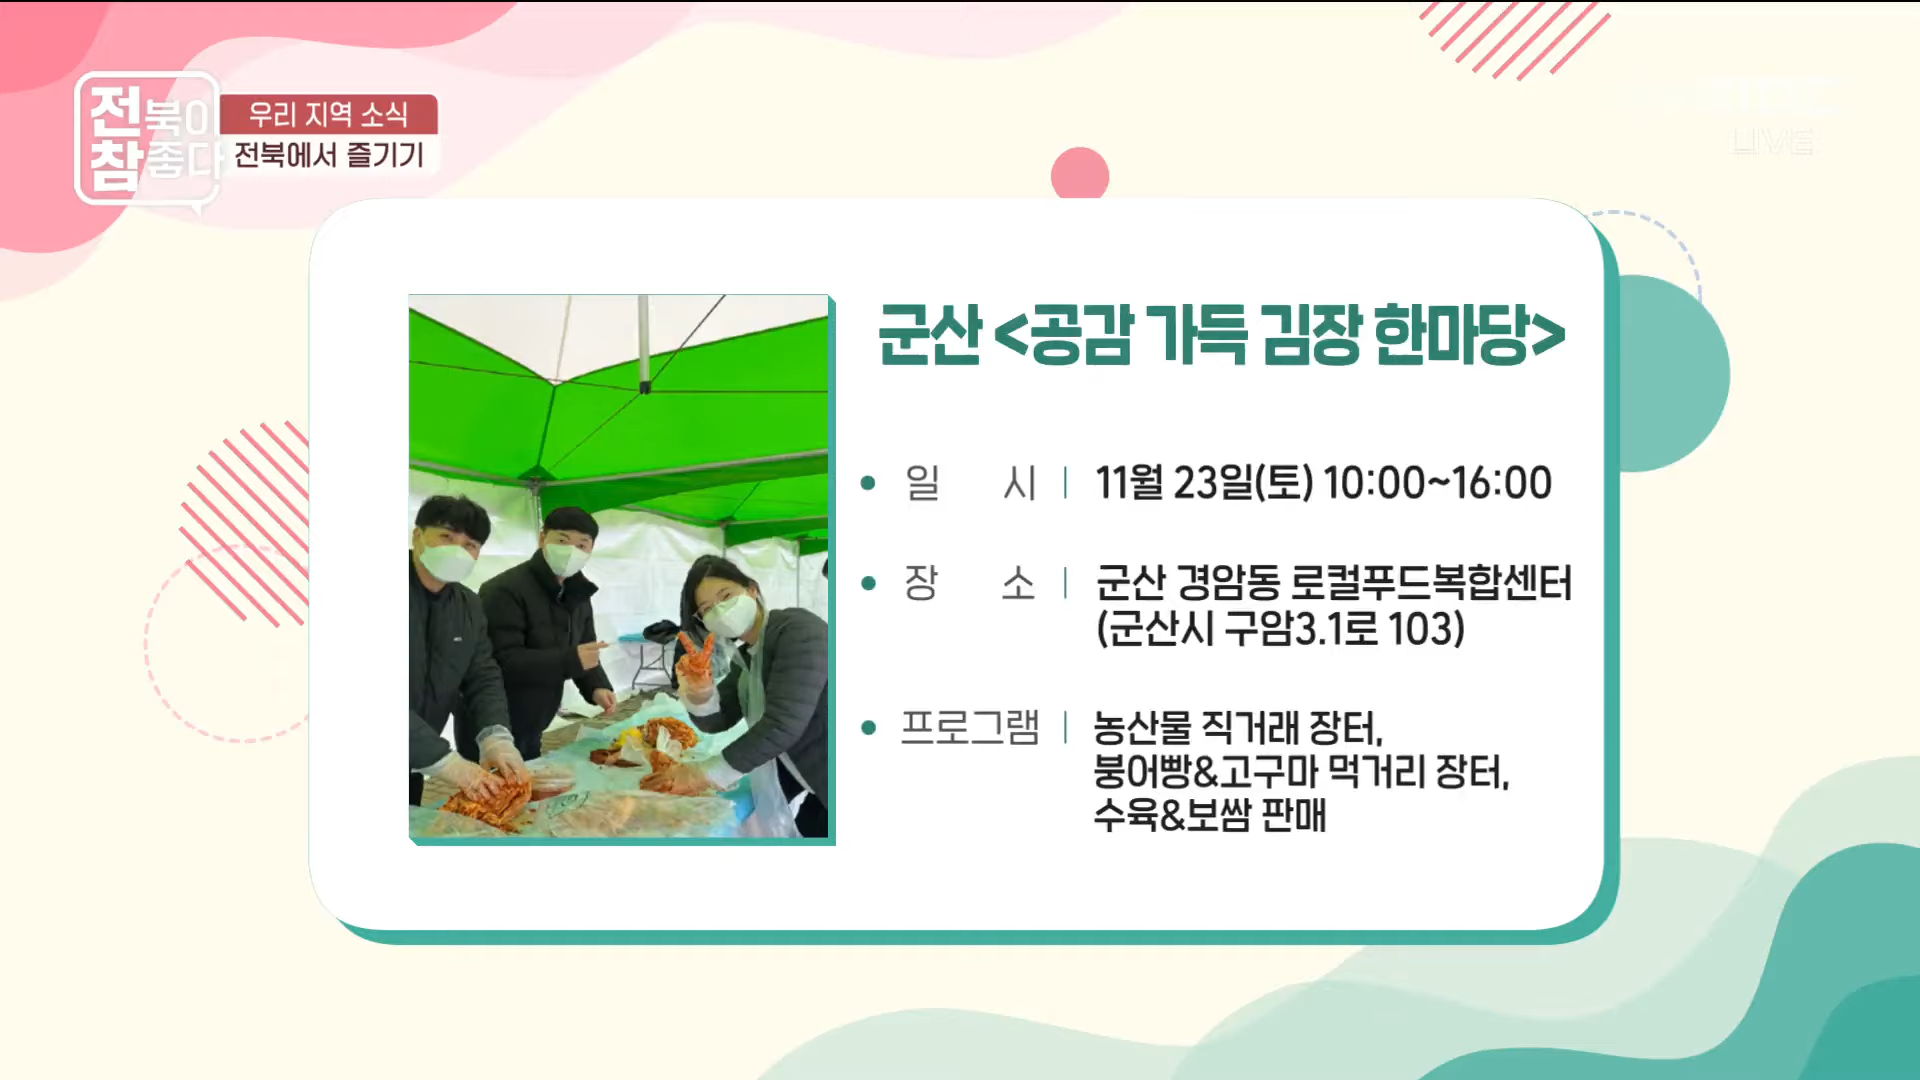 전북이
참좋다
우리 지역 소식
전북에서 즐기기
LIVE
군산 <공감 가득 김장 한마당>
• 일 시 | 11월 23일(토) 10:00~16:00
• 장 소 | 군산 경암동 로컬푸드복합센터
(군산시 구암3.1로 103)
• 프로그램 | 농산물 직거래 장터,
붕어빵&고구마 먹거리 장터,
수육&보쌈 판매